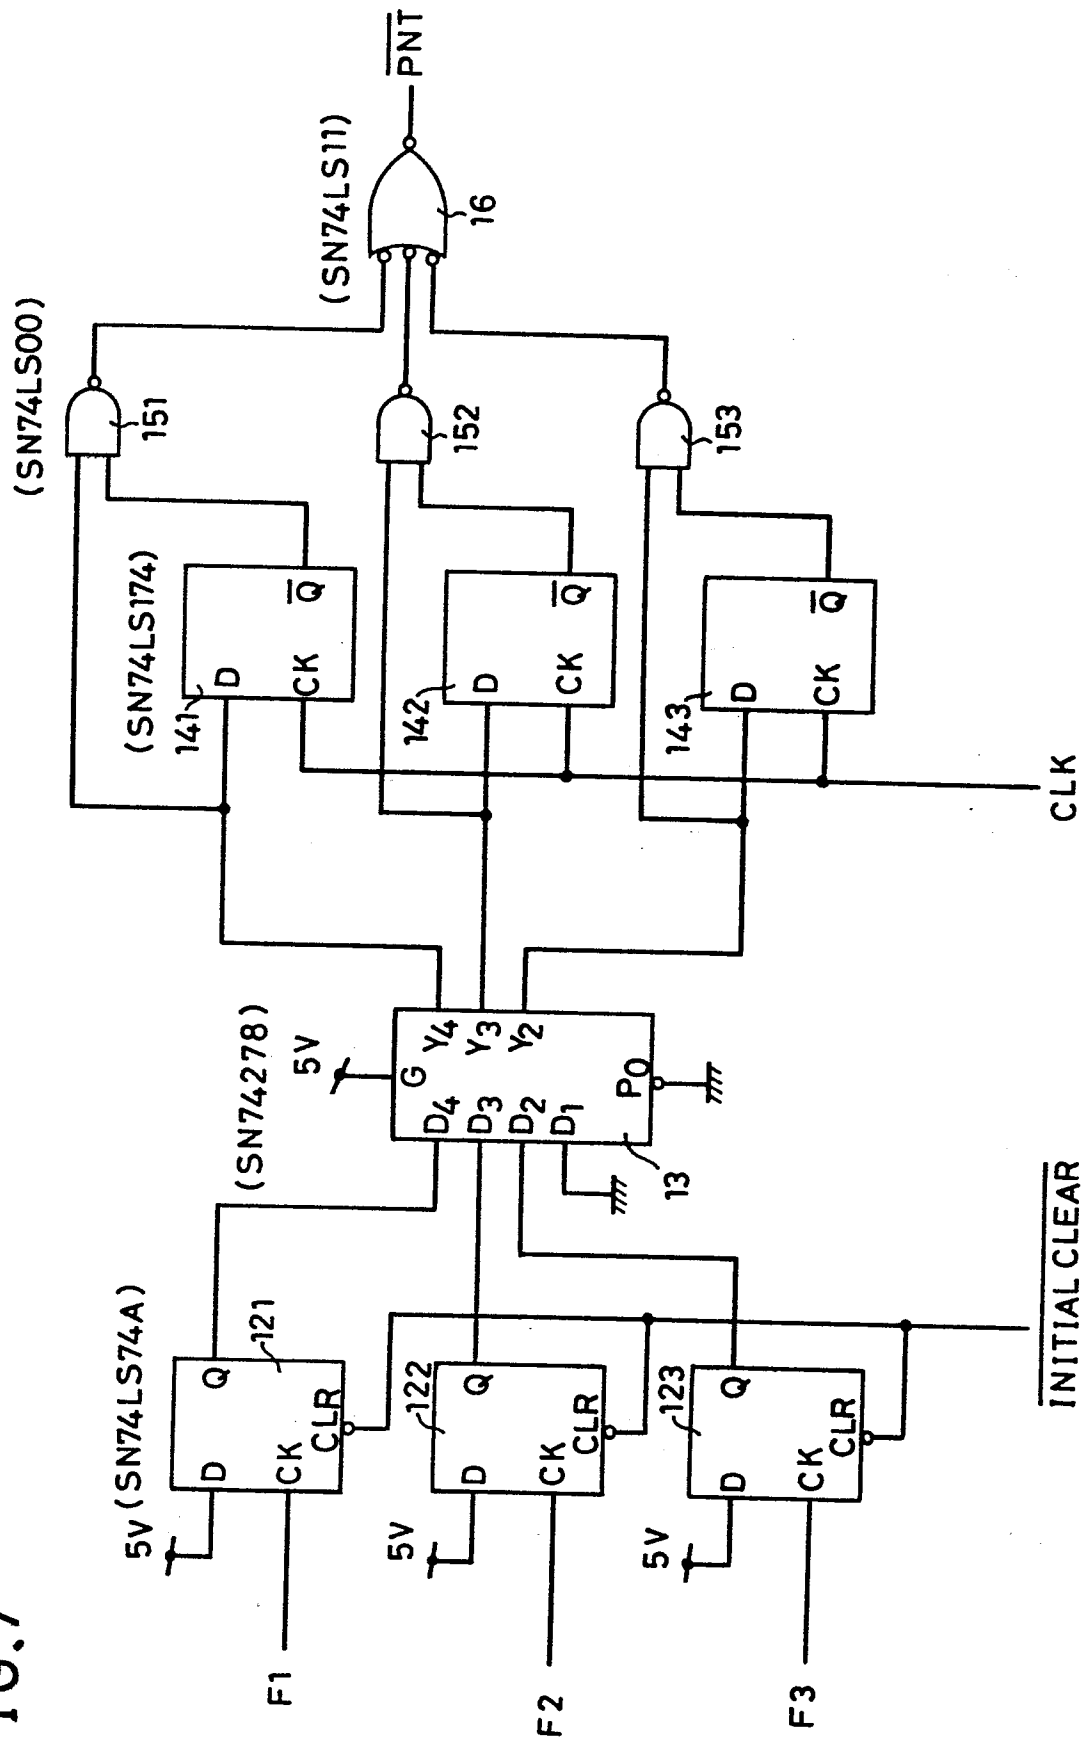 (SN74LS00)
(SN74LS11)
PNT
151
16
(SN74LS174)
141
D
CK
Q
152
142
D
CK
Q
153
143
D
CK
Q
CLK
(SN74278)
5V
G
D4
D3
D2
D1
Y4
Y3
Y2
P0
13
5V (SN74LS74A)
121
D
Q
CK
CLR
F1
5V
122
D
Q
CK
CLR
F2
5V
123
D
Q
CK
CLR
F3
INITIAL CLEAR